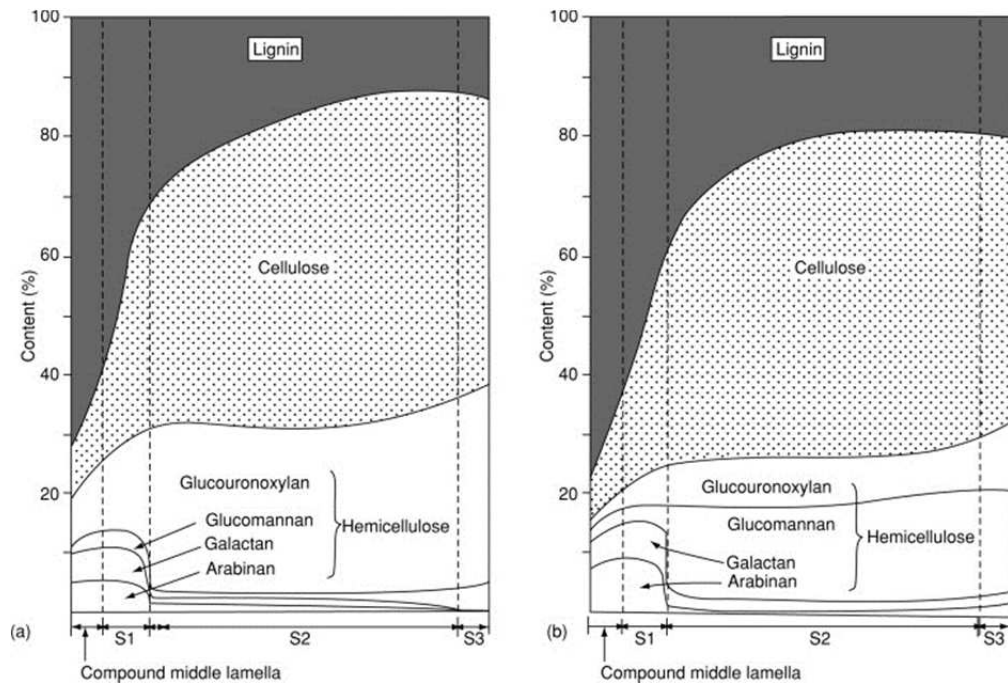 100
Lignin
80
60
Cellulose
Content (%)
40
20
Glucouronoxylan
Glucomannan
Hemicellulose
Galactan
Arabinan
(a)
S1
S2
S3
Compound middle lamella
100
Lignin
80
60
Cellulose
Content (%)
40
20
Glucouronoxylan
Glucomannan
Hemicellulose
Galactan
Arabinan
(b)
S1
S2
S3
Compound middle lamella